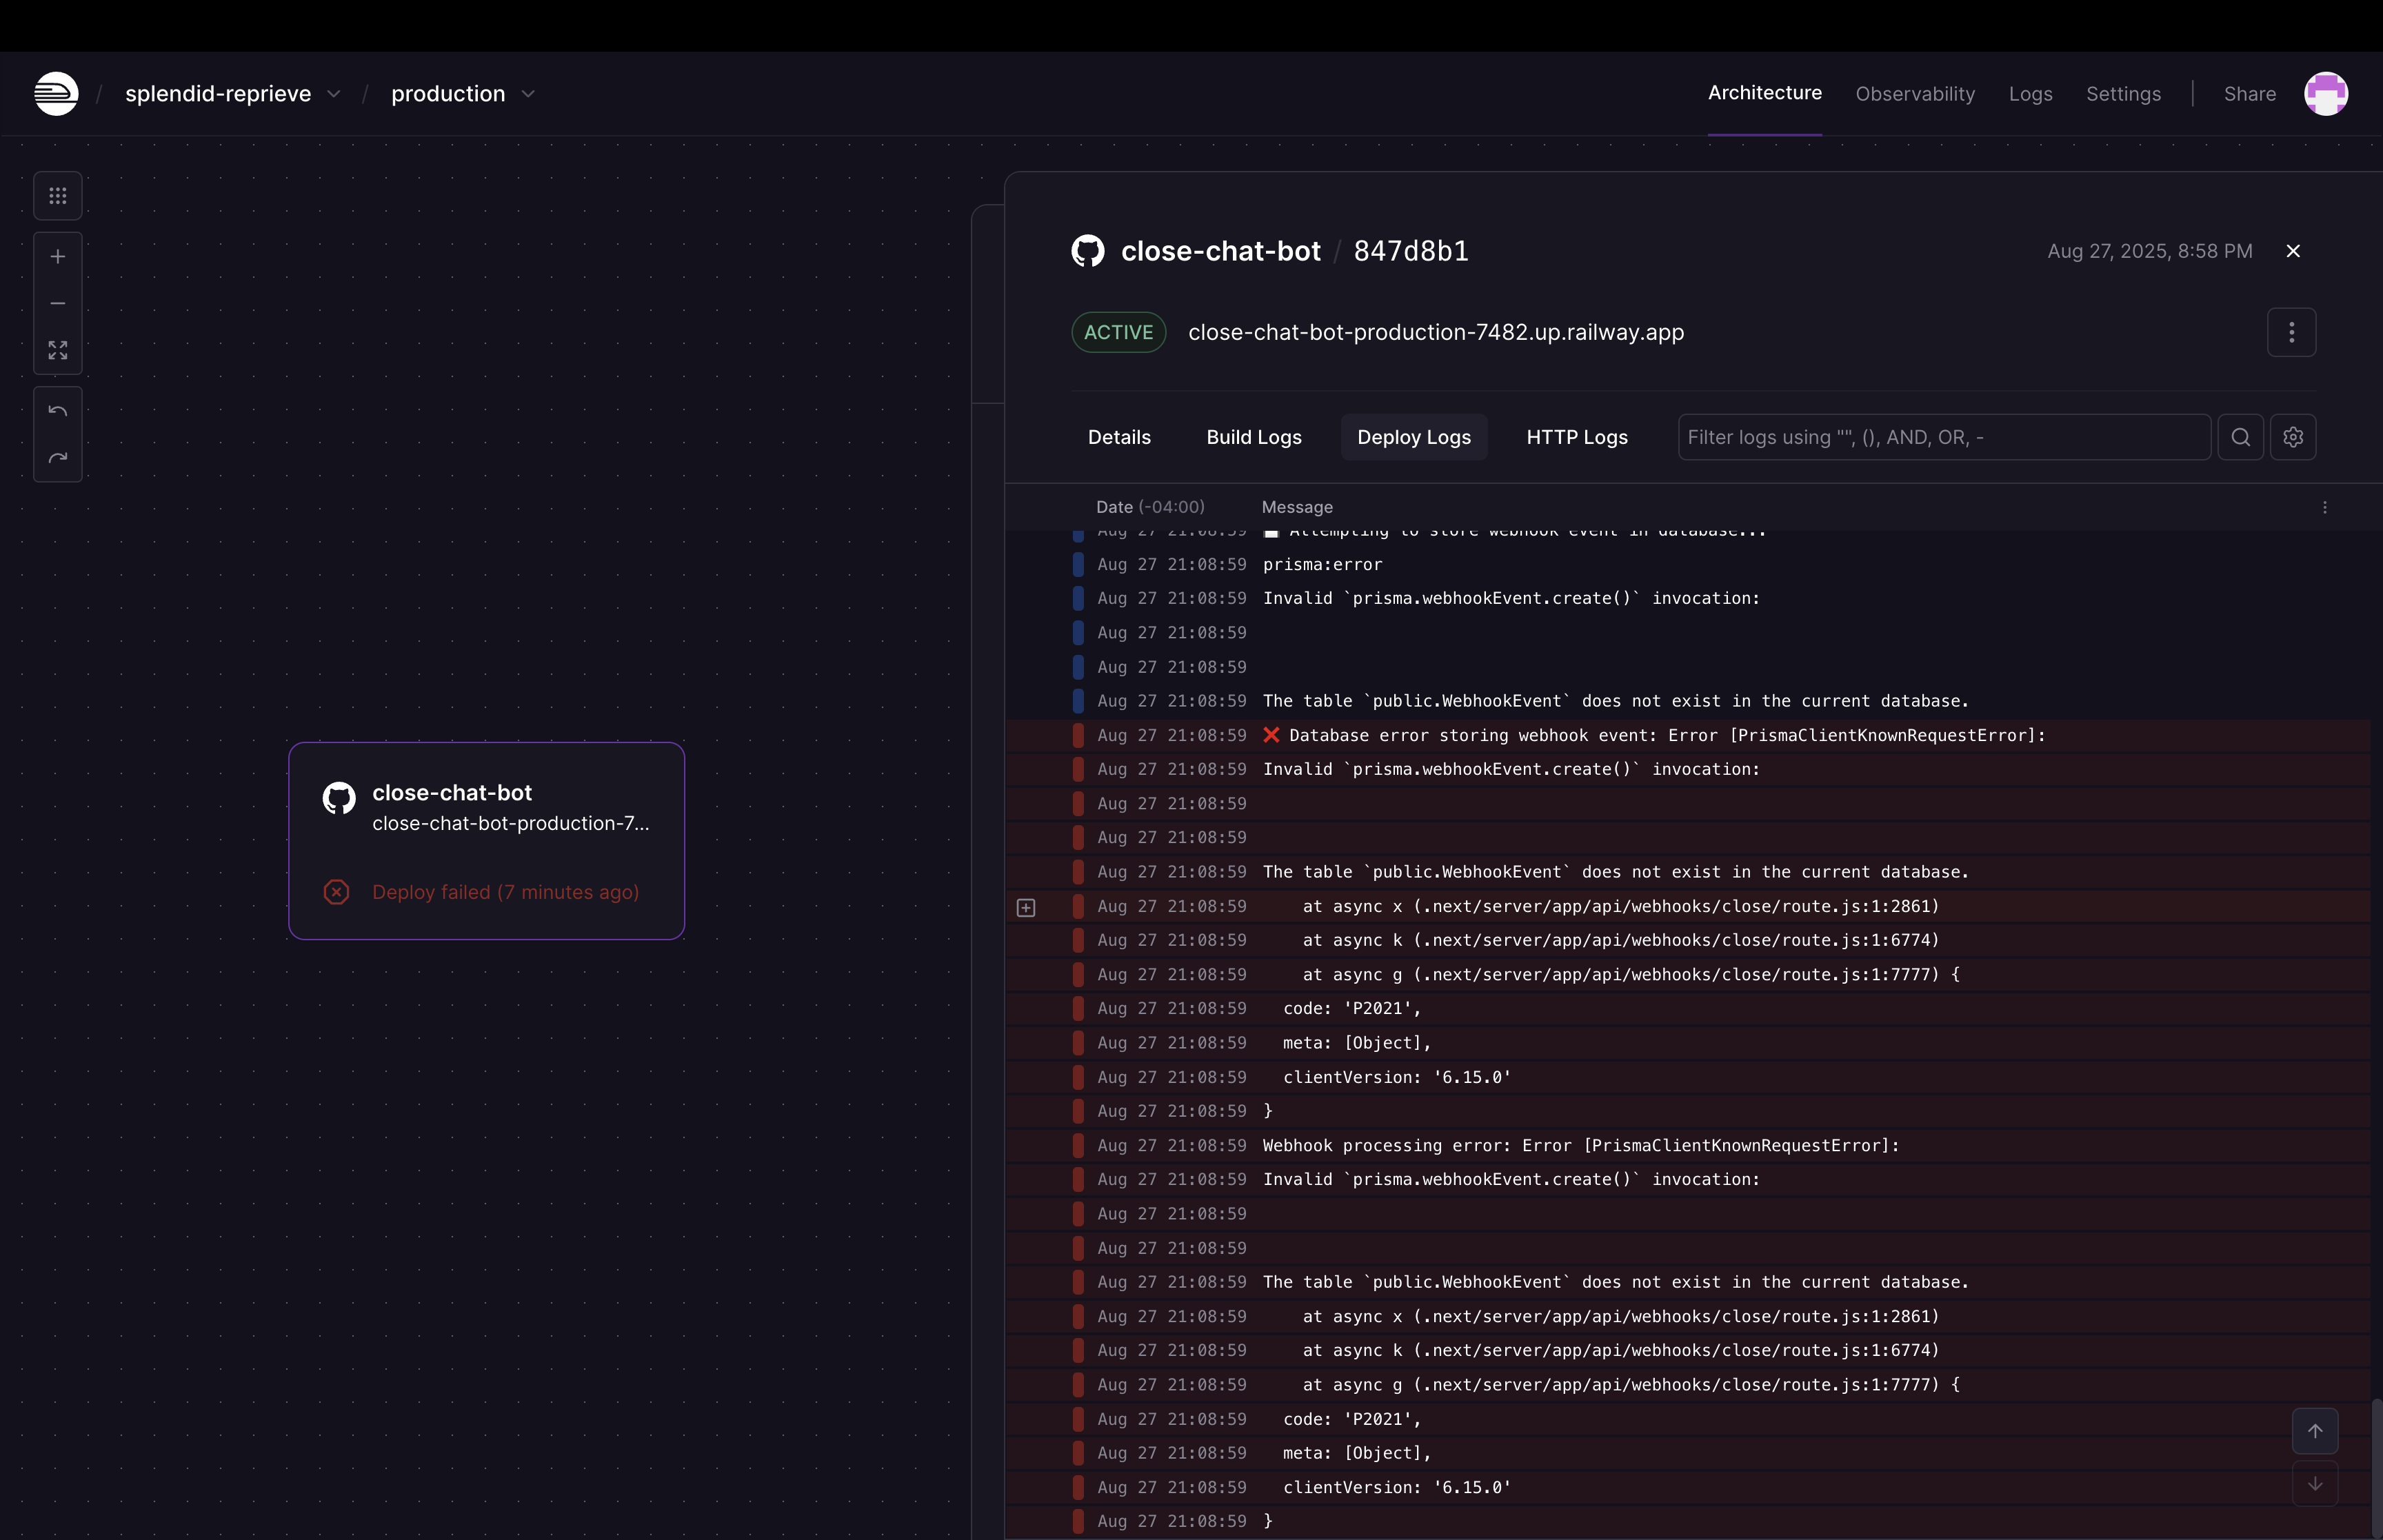 splendid-reprieve / production
Architecture Observability Logs Settings Share
close-chat-bot / 847d8b1
Aug 27, 2025, 8:58 PM
ACTIVE close-chat-bot-production-7482.up.railway.app
Details Build Logs Deploy Logs HTTP Logs Filter logs using "", (), AND, OR, -
Date (-04:00) Message
Aug 27 21:08:59 Attempting to store webhook event in database...
Aug 27 21:08:59 prisma:error
Aug 27 21:08:59 Invalid `prisma.webhookEvent.create()` invocation:
Aug 27 21:08:59
Aug 27 21:08:59
Aug 27 21:08:59 The table `public.WebhookEvent` does not exist in the current database.
Aug 27 21:08:59 ❌ Database error storing webhook event: Error [PrismaClientKnownRequestError]:
Aug 27 21:08:59 Invalid `prisma.webhookEvent.create()` invocation:
Aug 27 21:08:59
Aug 27 21:08:59
Aug 27 21:08:59 The table `public.WebhookEvent` does not exist in the current database.
Aug 27 21:08:59 at async x (.next/server/app/api/webhooks/close/route.js:1:2861)
Aug 27 21:08:59 at async k (.next/server/app/api/webhooks/close/route.js:1:6774)
Aug 27 21:08:59 at async g (.next/server/app/api/webhooks/close/route.js:1:7777) {
Aug 27 21:08:59 code: 'P2021',
Aug 27 21:08:59 meta: [Object],
Aug 27 21:08:59 clientVersion: '6.15.0'
Aug 27 21:08:59 }
Aug 27 21:08:59 Webhook processing error: Error [PrismaClientKnownRequestError]:
Aug 27 21:08:59 Invalid `prisma.webhookEvent.create()` invocation:
Aug 27 21:08:59
Aug 27 21:08:59
Aug 27 21:08:59 The table `public.WebhookEvent` does not exist in the current database.
Aug 27 21:08:59 at async x (.next/server/app/api/webhooks/close/route.js:1:2861)
Aug 27 21:08:59 at async k (.next/server/app/api/webhooks/close/route.js:1:6774)
Aug 27 21:08:59 at async g (.next/server/app/api/webhooks/close/route.js:1:7777) {
Aug 27 21:08:59 code: 'P2021',
Aug 27 21:08:59 meta: [Object],
Aug 27 21:08:59 clientVersion: '6.15.0'
Aug 27 21:08:59 }
close-chat-bot
close-chat-bot-production-7...
Deploy failed (7 minutes ago)